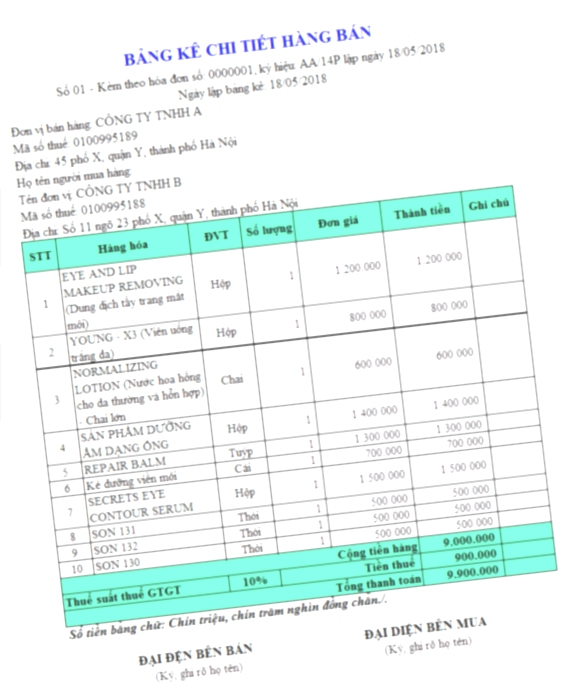 BẢNG KÊ CHI TIẾT HÀNG BÁN
Số 01 - Kèm theo hóa đơn số: 0000001, ký hiệu: AA/14P lập ngày 18/05/2018
Ngày lập bảng kê: 18/05/2018
Đơn vị bán hàng: CÔNG TY TNHH A
Mã số thuế: 0100995189
Địa chỉ: 45 phố X, quận Y, thành phố Hà Nội
Họ tên người mua hàng:
Tên đơn vị: CÔNG TY TNHH B
Mã số thuế: 0100995188
Địa chỉ: Số 11 ngõ 23 phố X, quận Y, thành phố Hà Nội
STT Hàng hóa ĐVT Số lượng Đơn giá Thành tiền Ghi chú
1 EYE AND LIP MAKEUP REMOVING (Dung dịch tẩy trang mắt môi) Hộp 1 1 200 000 1 200 000
2 YOUNG - X3 (Viên uống trắng da) Hộp 1 800 000 800 000
3 NORMALIZING LOTION (Nước hoa hồng cho da thường và hỗn hợp) - Chai lớn Chai 1 600 000 600 000
4 SẢN PHẨM DƯỠNG ẨM DẠNG ỐNG Hộp 1 1 400 000 1 400 000
5 REPAIR BALM Tuýp 1 1 300 000 1 300 000
6 Kẻ dưỡng viền môi Cái 1 700 000 700 000
7 SECRETS EYE CONTOUR SERUM Hộp 1 1 500 000 1 500 000
8 SON 131 Thỏi 1 500 000 500 000
9 SON 132 Thỏi 1 500 000 500 000
10 SON 130 Thỏi 1 500 000 500 000
Cộng tiền hàng 9.000.000
Thuế suất thuế GTGT 10% Tiền thuế 900.000
Tổng thanh toán 9.900.000
Số tiền bằng chữ: Chín triệu, chín trăm nghìn đồng chẵn./.
ĐẠI ĐỆN BÊN BÁN ĐẠI DIỆN BÊN MUA
(Ký, ghi rõ họ tên) (Ký, ghi rõ họ tên)